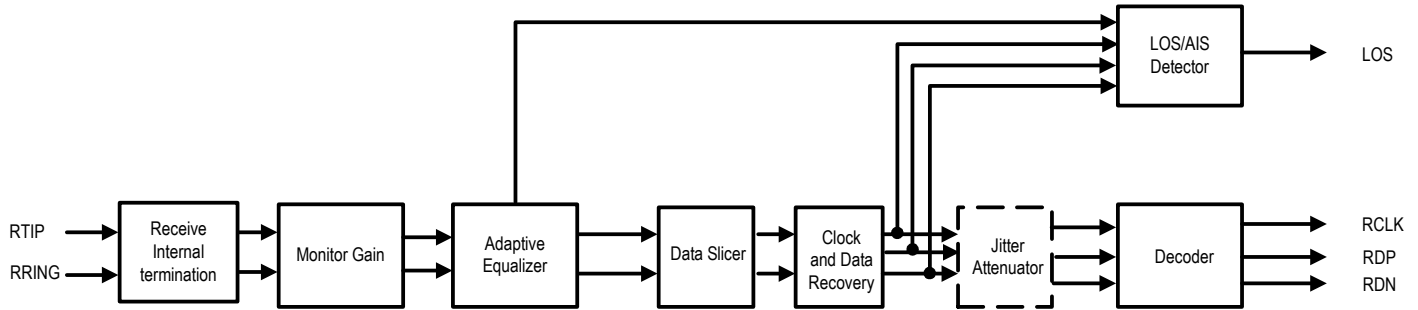 LOS/AIS
Detector
LOS
RTIP
RRING
Receive
Internal
termination
Monitor Gain
Adaptive
Equalizer
Data Slicer
Clock
and Data
Recovery
Jitter
Attenuator
Decoder
RCLK
RDP
RDN